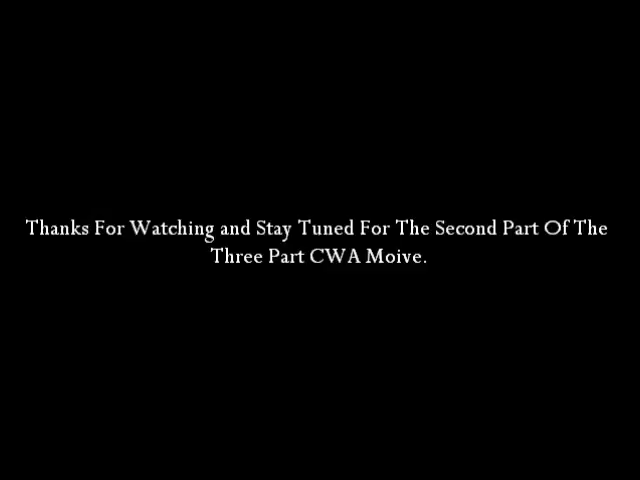 Thanks For Watching and Stay Tuned For The Second Part Of The
Three Part CWA Moive.